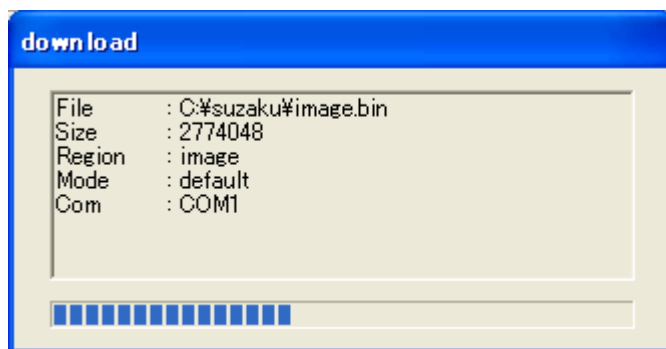 download
File : C:¥suzaku¥image.bin
Size : 2774048
Region : image
Mode : default
Com : COM1